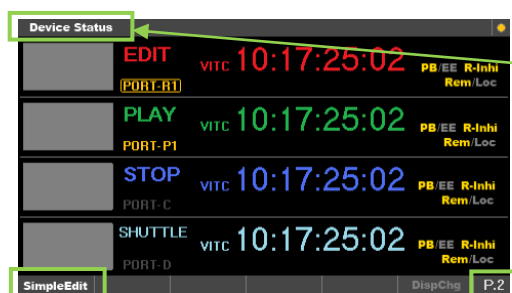 Device Status
EDIT VITC 10:17:25:02 PB/EE R-Inhi
PORT-R1 Rem/Loc
PLAY VITC 10:17:25:02 PB/EE R-Inhi
PORT-P1 Rem/Loc
STOP VITC 10:17:25:02 PB/EE R-Inhi
PORT-C Rem/Loc
SHUTTLE VITC 10:17:25:02 PB/EE R-Inhi
PORT-D Rem/Loc
SimpleEdit DispChg P.2